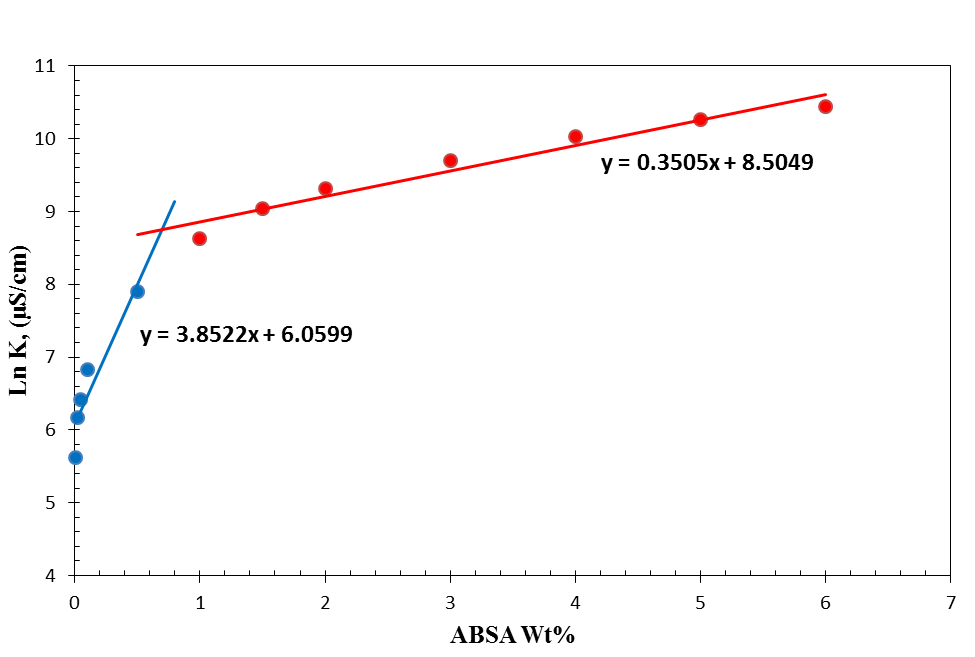 11
10
9
8
7
6
5
4
Ln K, (µS/cm)
y = 0.3505x + 8.5049
y = 3.8522x + 6.0599
0 1 2 3 4 5 6 7
ABSA Wt%